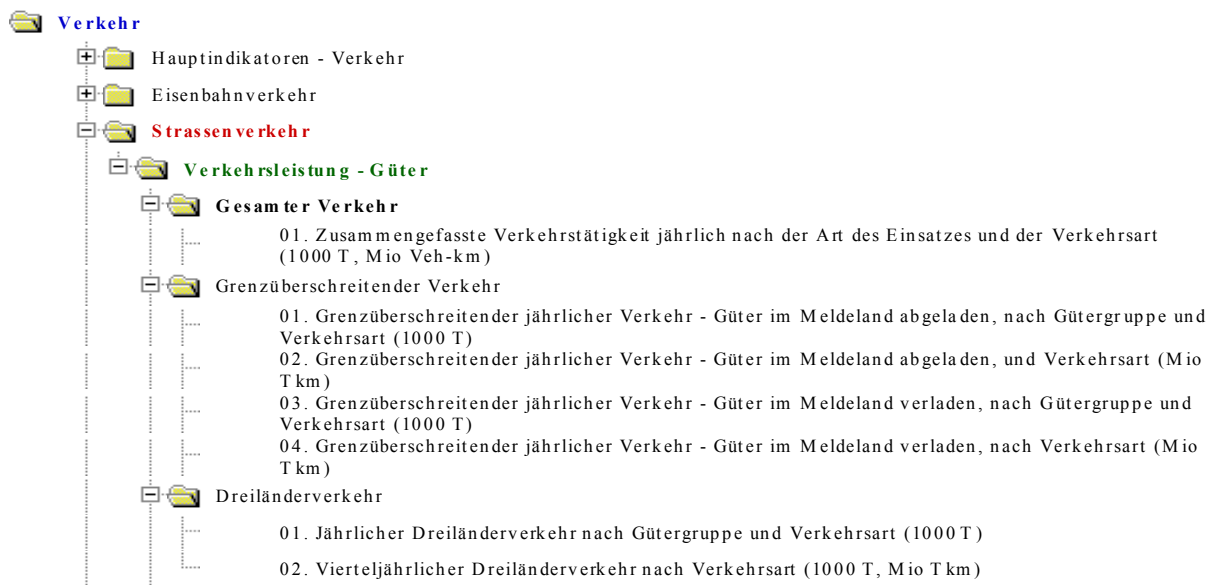 Verkehr
Hauptindikatoren - Verkehr
Eisenbahnverkehr
Strassenverkehr
Verkehrsleistung - Güter
Gesamter Verkehr
01. Zusammengefasste Verkehrstätigkeit jährlich nach der Art des Einsatzes und der Verkehrsart
(1000 T, Mio Veh-km)
Grenzüberschreitender Verkehr
01. Grenzüberschreitender jährlicher Verkehr - Güter im Meldeland abgeladen, nach Gütergruppe und
Verkehrsart (1000 T)
02. Grenzüberschreitender jährlicher Verkehr - Güter im Meldeland abgeladen, und Verkehrsart (Mio
Tkm)
03. Grenzüberschreitender jährlicher Verkehr - Güter im Meldeland verladen, nach Gütergruppe und
Verkehrsart (1000 T)
04. Grenzüberschreitender jährlicher Verkehr - Güter im Meldeland verladen, nach Verkehrsart (Mio
Tkm)
Dreiländerverkehr
01. Jährlicher Dreiländerverkehr nach Gütergruppe und Verkehrsart (1000 T)
02. Vierteljährlicher Dreiländerverkehr nach Verkehrsart (1000 T, Mio Tkm)